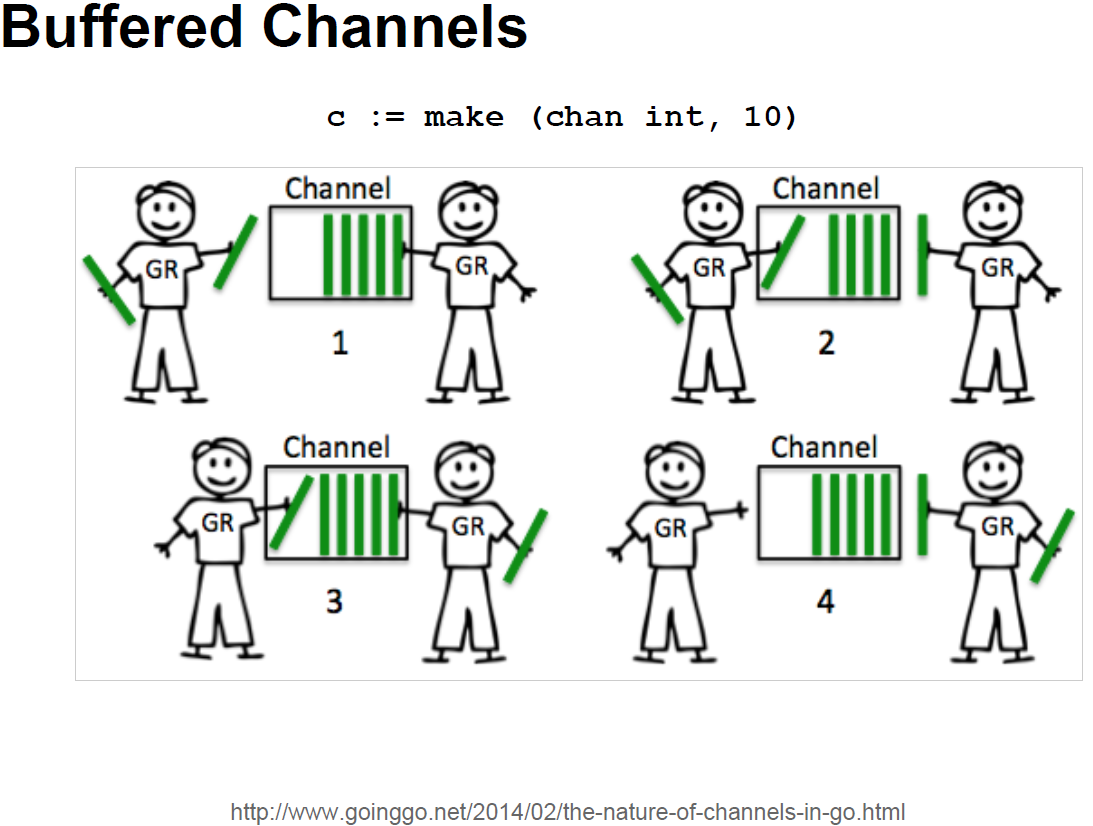 Buffered Channels
c := make (chan int, 10)
Channel
Channel
GR
GR
GR
GR
1
2
Channel
Channel
GR
GR
GR
GR
3
4
http://www.goinggo.net/2014/02/the-nature-of-channels-in-go.html